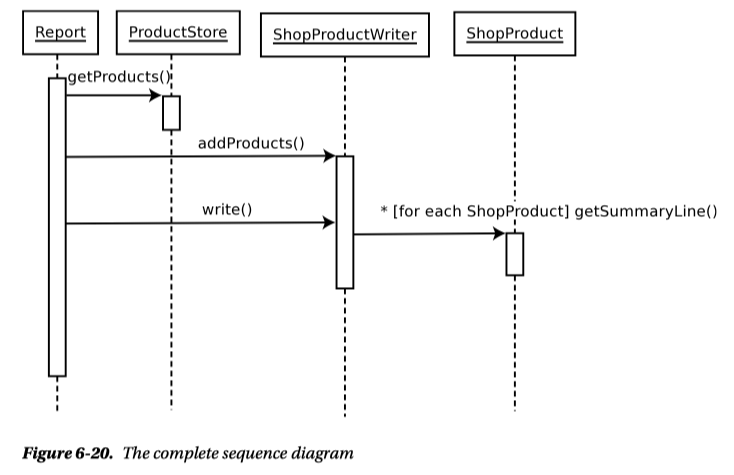 Report ProductStore ShopProductWriter ShopProduct
getProducts()
addProducts()
write()
* [for each ShopProduct] getSummaryLine()
Figure 6-20. The complete sequence diagram